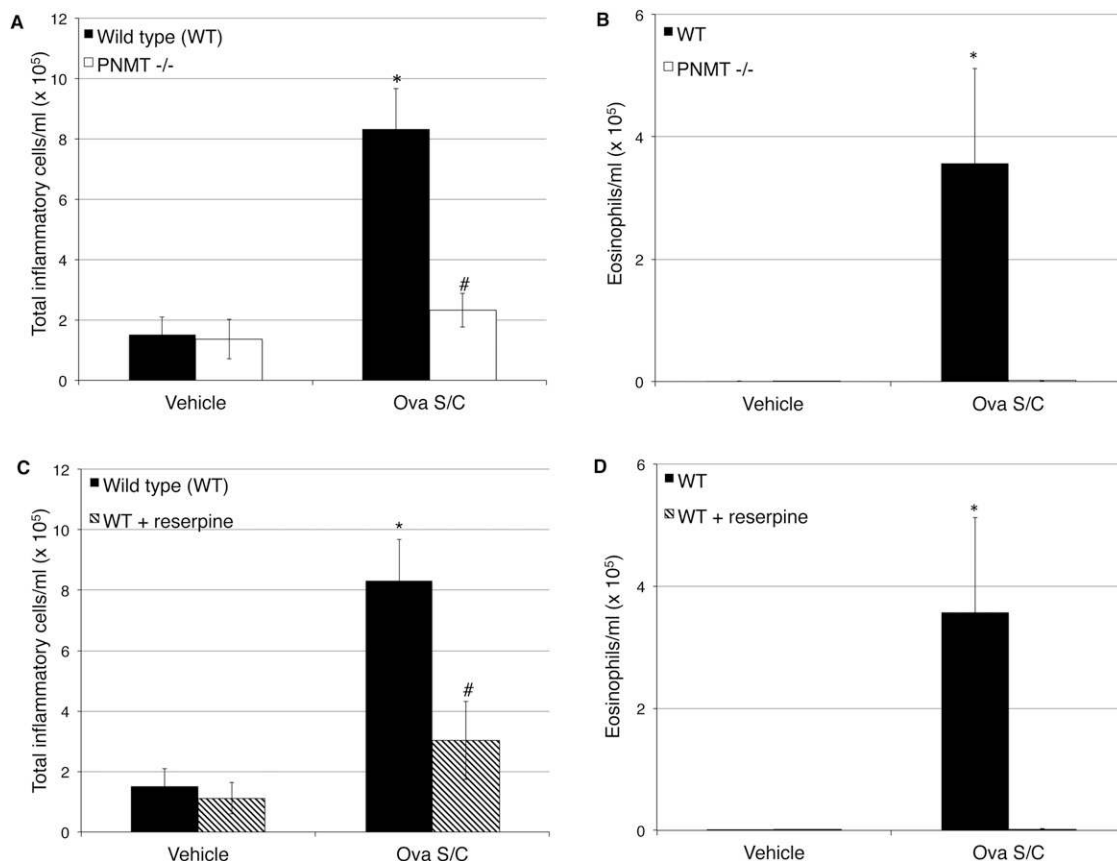 A
Total inflammatory cells/ml (x 10⁵)
12
10
8
6
4
2
0
Wild type (WT)
PNMT -/-
*
#
Vehicle
Ova S/C
B
Eosinophils/ml (x 10⁵)
6
4
2
0
WT
PNMT -/-
*
Vehicle
Ova S/C
C
Total inflammatory cells/ml (x 10⁵)
12
10
8
6
4
2
0
Wild type (WT)
WT + reserpine
*
#
Vehicle
Ova S/C
D
Eosinophils/ml (x 10⁵)
6
4
2
0
WT
WT + reserpine
*
Vehicle
Ova S/C